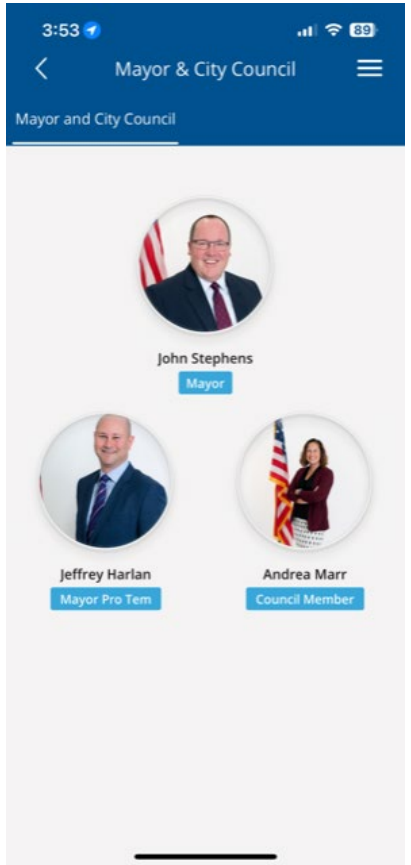 3:53
89
Mayor & City Council
Mayor and City Council
John Stephens
Mayor
Jeffrey Harlan
Mayor Pro Tem
Andrea Marr
Council Member